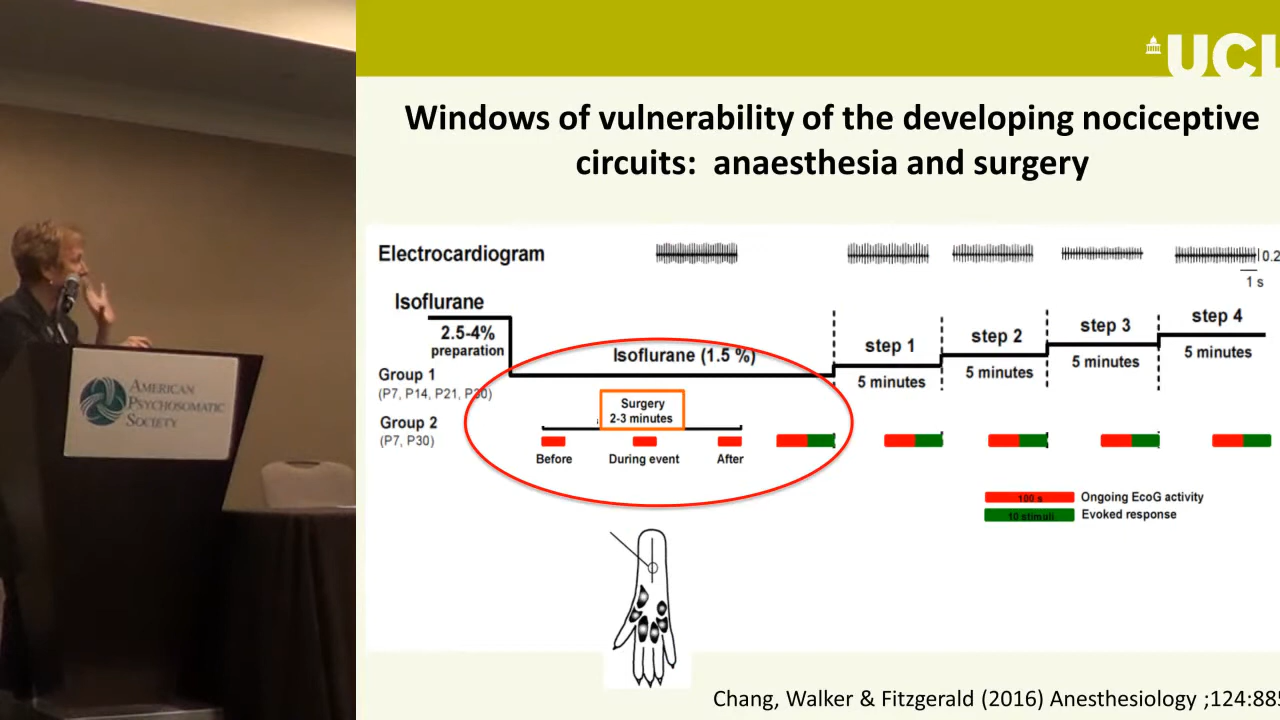 UCL
Windows of vulnerability of the developing nociceptive
circuits: anaesthesia and surgery
Electrocardiogram
0.2
1 s
Isoflurane
2.5-4%
preparation
Isoflurane (1.5 %)
step 1
5 minutes
step 2
5 minutes
step 3
5 minutes
step 4
5 minutes
Group 1
(P7, P14, P21, P30)
Group 2
(P7, P30)
Surgery
2-3 minutes
Before
During event
After
100 s
Ongoing EcoG activity
10 stimuli
Evoked response
Chang, Walker & Fitzgerald (2016) Anesthesiology ;124:885
AMERICAN
PSYCHOSOMATIC
SOCIETY